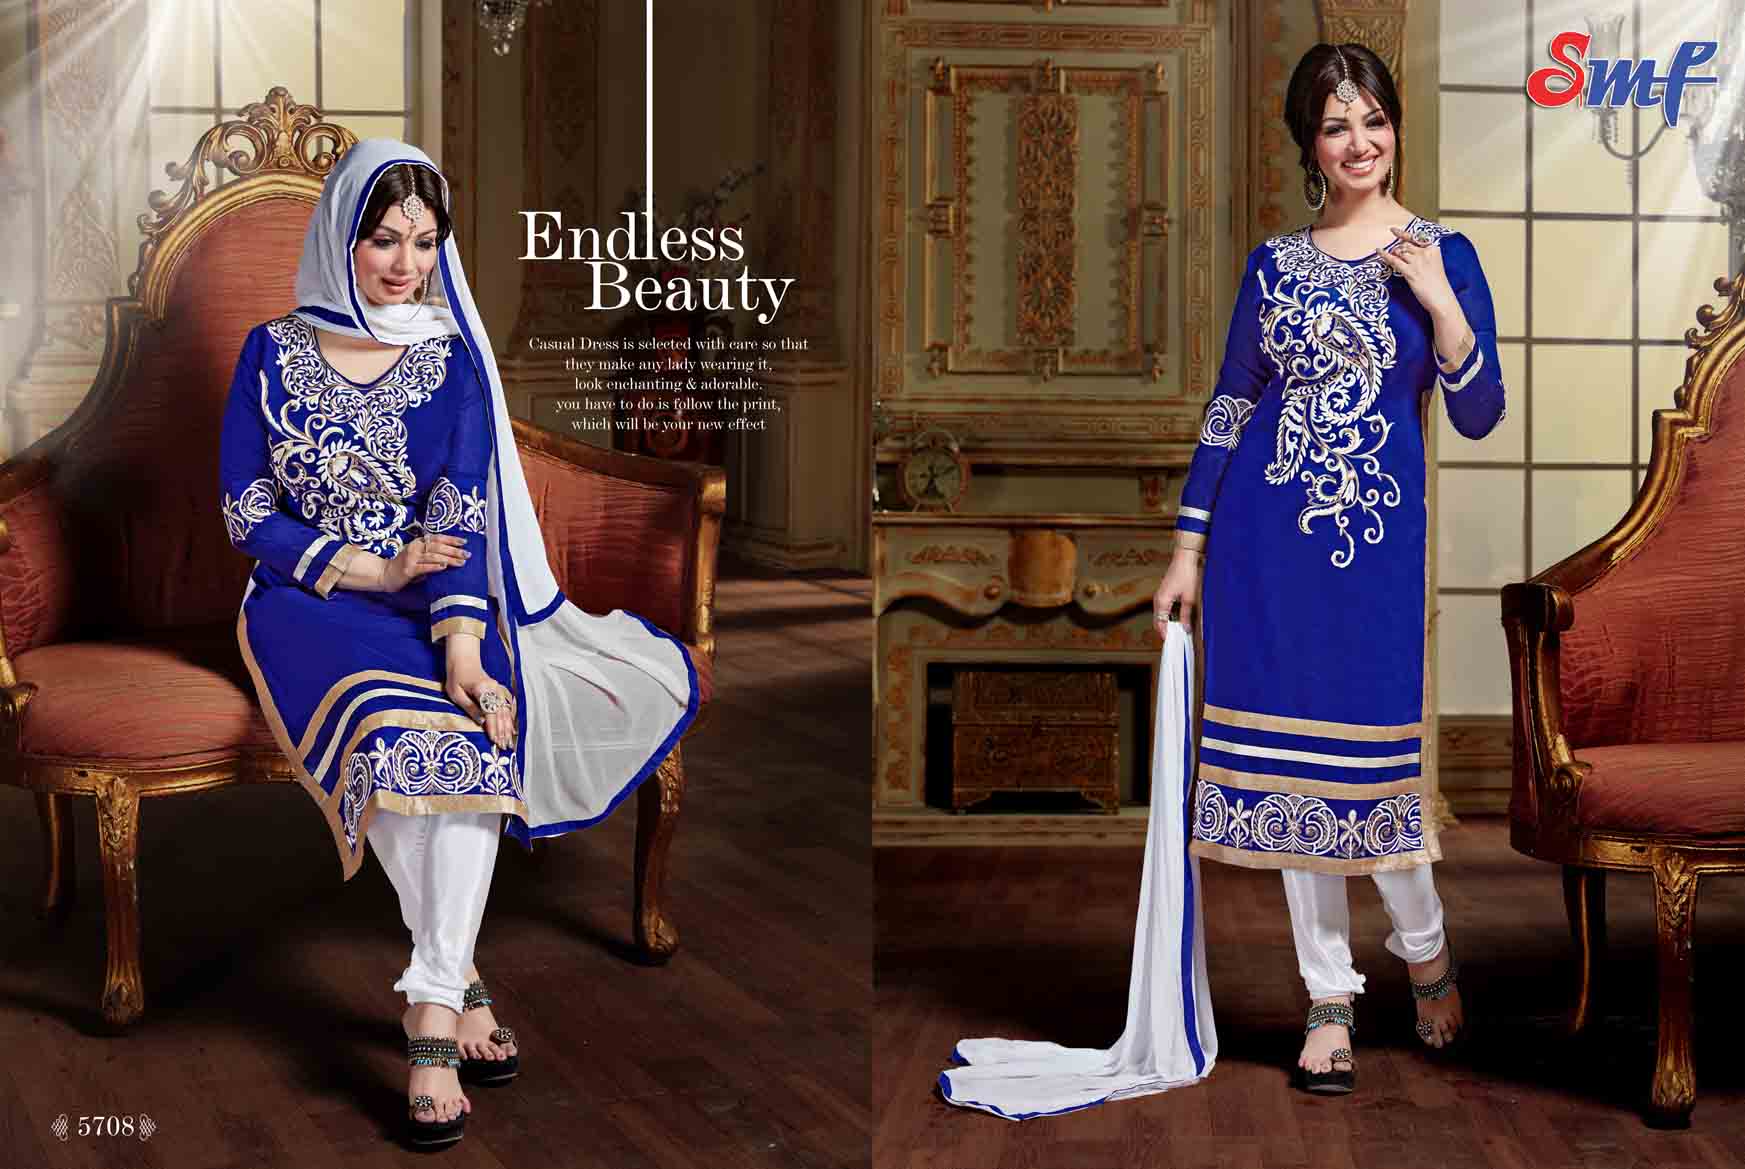 Endless
Beauty
Casual Dress is selected with care so that
they make any lady wearing it,
look enchanting & adorable.
you have to do is follow the print,
which will be your new effect
Smf
5708